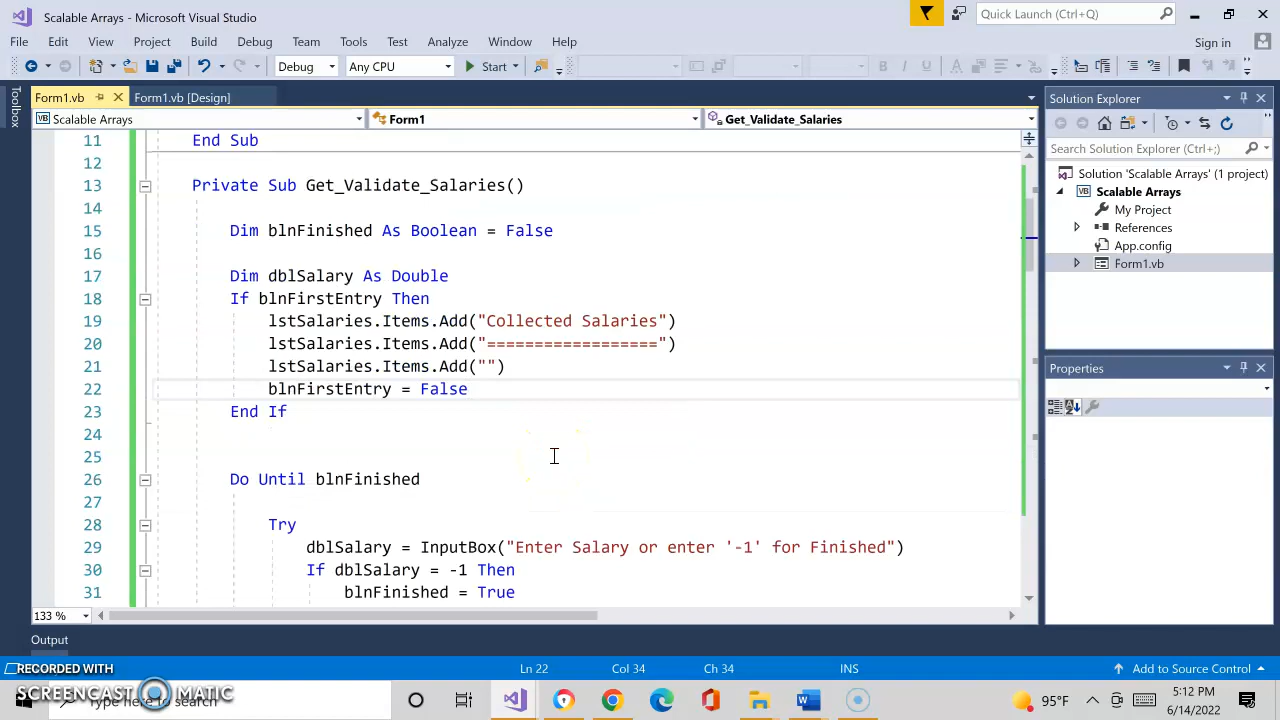 Scalable Arrays - Microsoft Visual Studio
Quick Launch (Ctrl+;)
File Edit View Project Build Debug Team Tools Test Analyze Window Help
Sign in
Debug Any CPU Start
Toolbox
Form1.vb Form1.vb [Design]
Scalable Arrays Form1 Get_Validate_Salaries
11 End Sub
12
13 Private Sub Get_Validate_Salaries()
14
15 Dim blnFinished As Boolean = False
16
17 Dim dblSalary As Double
18 If blnFirstEntry Then
19 lstSalaries.Items.Add("Collected Salaries")
20 lstSalaries.Items.Add("==================")
21 lstSalaries.Items.Add("")
22 blnFirstEntry = False
23 End If
24
25
26 Do Until blnFinished
27
28 Try
29 dblSalary = InputBox("Enter Salary or enter '-1' for Finished")
30 If dblSalary = -1 Then
31 blnFinished = True
133 %
Solution Explorer
Search Solution Explorer (Ctrl+;)
Solution 'Scalable Arrays' (1 project)
Scalable Arrays
My Project
References
App.config
Form1.vb
Properties
Output
Ln 22 Col 34 Ch 34 INS Add to Source Control
RECORDED WITH
SCREENCAST MATIC
Type here to search
95°F
5:12 PM
6/14/2022